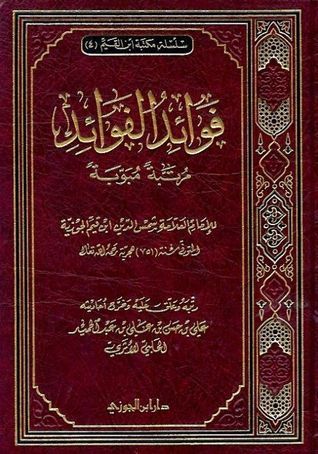 سلسلة مكتبة ابن القيم (٤)
فوائد الفوائد
مرتبة مبوبة
للإمام العلامة شمس الدين ابن قيم الجوزية
المتوفى سنة (٧٥١) هجرية رحمه الله تعالى
رتبه وعلق عليه وخرج أحاديثه
علي بن حسن بن علي بن عبد الحميد
الحلبي الأثري
دار ابن الجوزي